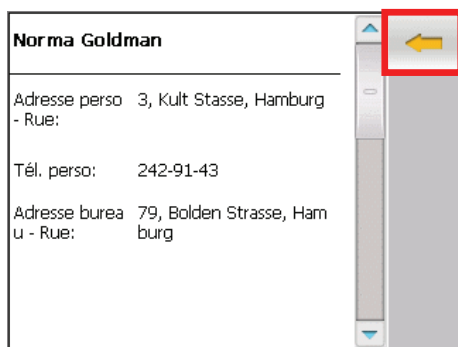 Norma Goldman
Adresse perso 3, Kult Stasse, Hamburg
- Rue:
Tél. perso: 242-91-43
Adresse burea 79, Bolden Strasse, Ham
u - Rue: burg